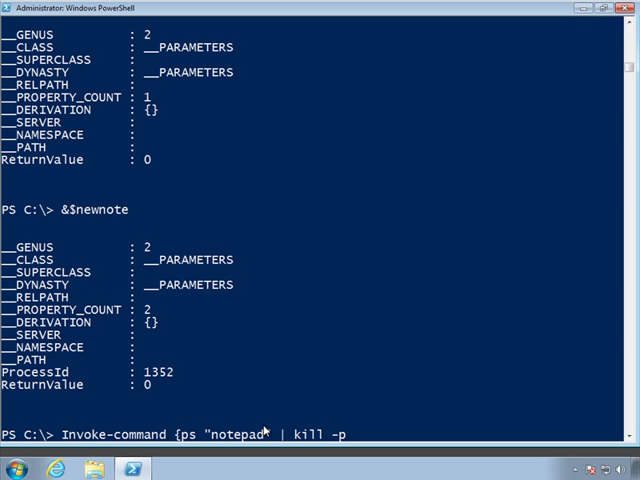 Administrator: Windows PowerShell
__GENUS : 2
__CLASS : __PARAMETERS
__SUPERCLASS :
__DYNASTY : __PARAMETERS
__RELPATH :
__PROPERTY_COUNT : 1
__DERIVATION : {}
__SERVER :
__NAMESPACE :
__PATH :
ReturnValue : 0
PS C:\> &$newnote
__GENUS : 2
__CLASS : __PARAMETERS
__SUPERCLASS :
__DYNASTY : __PARAMETERS
__RELPATH :
__PROPERTY_COUNT : 2
__DERIVATION : {}
__SERVER :
__NAMESPACE :
__PATH :
ProcessId : 1352
ReturnValue : 0
PS C:\> Invoke-command {ps "notepad" | kill -p